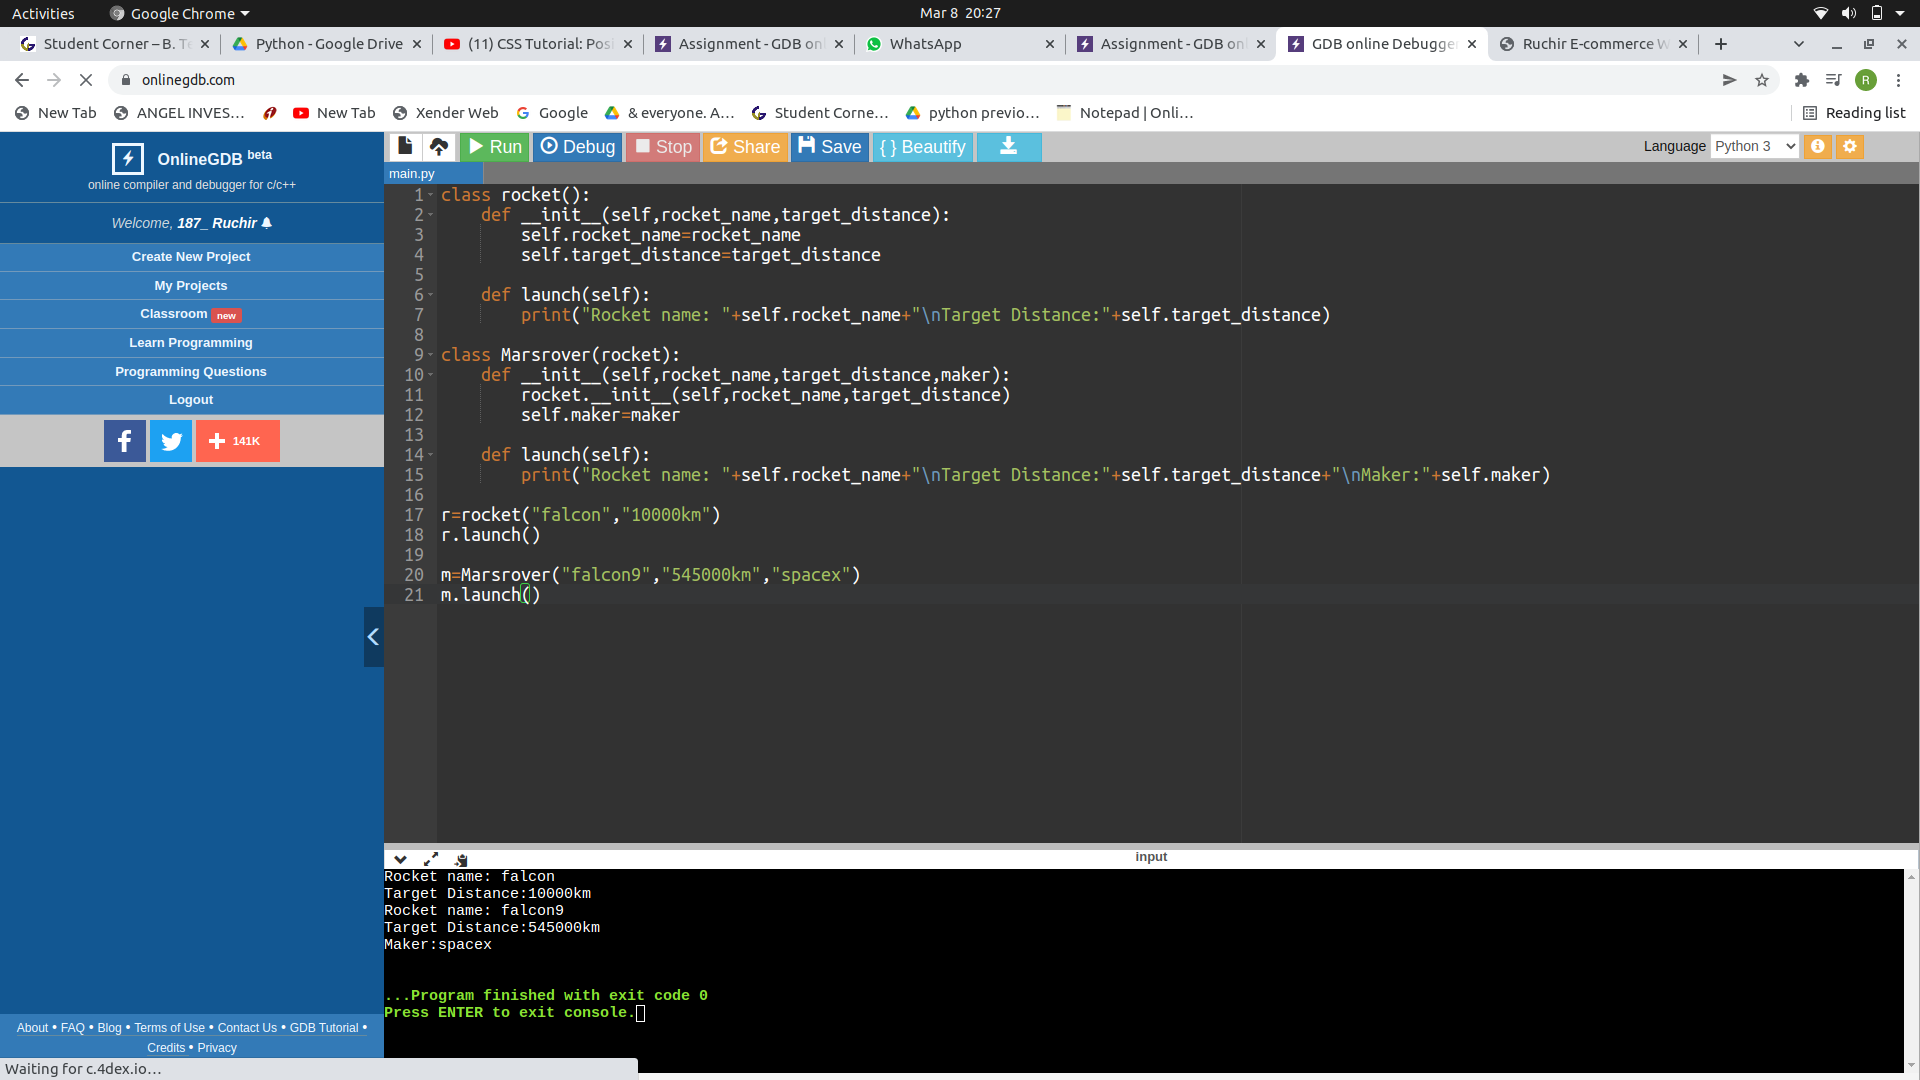 Activities
Google Chrome
Mar 8 20:27
Student Corner – B. Te
Python - Google Drive
(11) CSS Tutorial: Posi
Assignment - GDB onl
WhatsApp
Assignment - GDB onl
GDB online Debugge
Ruchir E-commerce W
onlinegdb.com
R
New Tab
ANGEL INVES…
New Tab
Xender Web
Google
& everyone. A…
Student Corne…
python previo…
Notepad | Onli…
Reading list
OnlineGDB beta
online compiler and debugger for c/c++
Welcome, 187_ Ruchir
Create New Project
My Projects
Classroom new
Learn Programming
Programming Questions
Logout
f
141K
Run
Debug
Stop
Share
Save
{ } Beautify
Language
Python 3
main.py
1 class rocket():
2     def __init__(self,rocket_name,target_distance):
3         self.rocket_name=rocket_name
4         self.target_distance=target_distance
5
6     def launch(self):
7         print("Rocket name: "+self.rocket_name+"\nTarget Distance:"+self.target_distance)
8
9 class Marsrover(rocket):
10     def __init__(self,rocket_name,target_distance,maker):
11         rocket.__init__(self,rocket_name,target_distance)
12         self.maker=maker
13
14     def launch(self):
15         print("Rocket name: "+self.rocket_name+"\nTarget Distance:"+self.target_distance+"\nMaker:"+self.maker)
16
17 r=rocket("falcon","10000km")
18 r.launch()
19
20 m=Marsrover("falcon9","545000km","spacex")
21 m.launch()
input
Rocket name: falcon
Target Distance:10000km
Rocket name: falcon9
Target Distance:545000km
Maker:spacex
...Program finished with exit code 0
Press ENTER to exit console.
About • FAQ • Blog • Terms of Use • Contact Us • GDB Tutorial •
Credits • Privacy
Waiting for c.4dex.io…